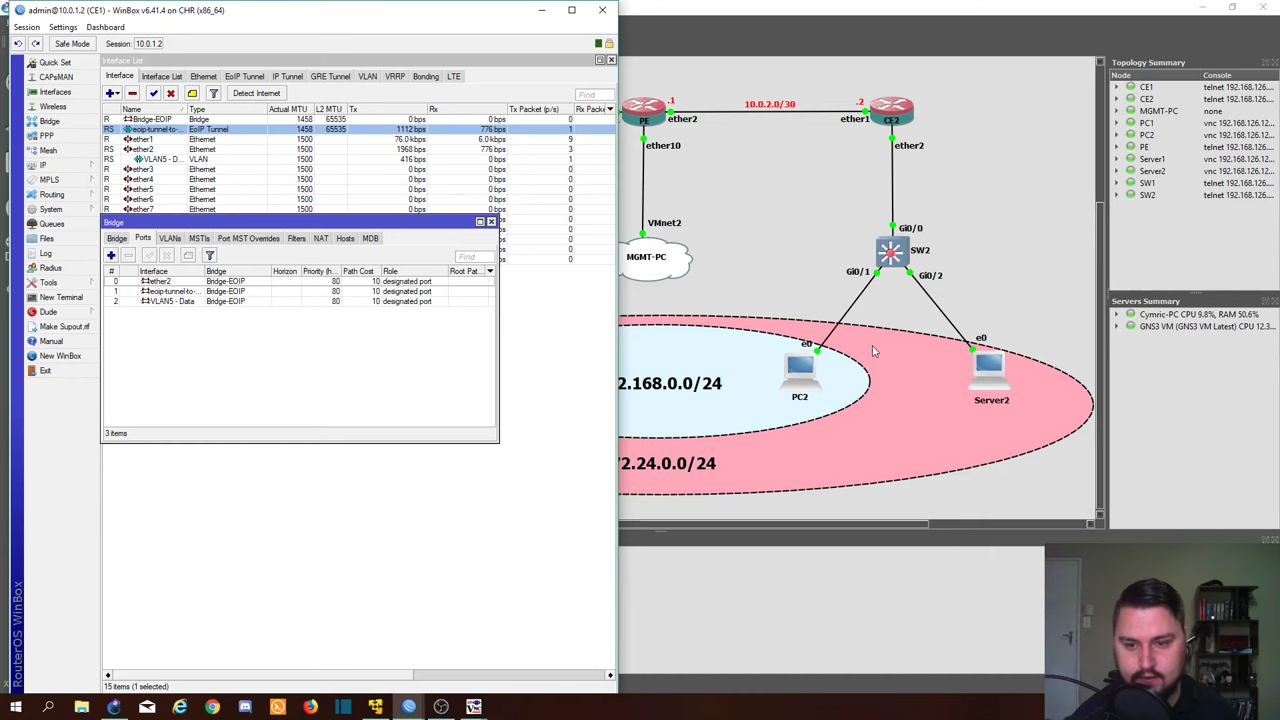 admin@10.0.1.2 (CE1) - WinBox v6.41.4 on CHR (x86_64)
Session Settings Dashboard
Safe Mode Session: 10.0.1.2
Quick Set
CAPsMAN
Interfaces
Wireless
Bridge
PPP
Mesh
IP
MPLS
Routing
System
Queues
Files
Log
Radius
Tools
New Terminal
Dude
Make Supout.rif
Manual
New WinBox
Exit
RouterOS WinBox
Interface List
Interface Interface List Ethernet EoIP Tunnel IP Tunnel GRE Tunnel VLAN VRRP Bonding LTE
Detect Internet Find
Name Type Actual MTU L2 MTU Tx Rx Tx Packet (p/s) Rx Packe
R Bridge-EOIP Bridge 1458 65535 0 bps 0 bps 0
RS eoip-tunnel-to-... EoIP Tunnel 1458 65535 1112 bps 776 bps 1
R ether1 Ethernet 1500 76.0 kbps 6.0 kbps 9
RS ether2 Ethernet 1500 1968 bps 776 bps 3
RS VLAN5 - D... VLAN 1500 416 bps 0 bps 1
R ether3 Ethernet 1500 0 bps 0 bps 0
R ether4 Ethernet 1500 0 bps 0 bps 0
R ether5 Ethernet 1500 0 bps 0 bps 0
R ether6 Ethernet 1500 0 bps 0 bps 0
R ether7 Ethernet 1500 0 bps 0 bps 0
Bridge
Bridge Ports VLANs MSTIs Port MST Overrides Filters NAT Hosts MDB
Find
# Interface Bridge Horizon Priority (h... Path Cost Role Root Pat...
0 ether2 Bridge-EOIP 80 10 designated port
1 eoip-tunnel-to-... Bridge-EOIP 80 10 designated port
2 VLAN5 - Data Bridge-EOIP 80 10 designated port
3 items
15 items (1 selected)
PE
.1
ether2
10.0.2.0/30
.2
ether1
CE2
ether10
ether2
VMnet2
MGMT-PC
Gi0/0
SW2
Gi0/1
Gi0/2
e0
e0
PC2
Server2
2.168.0.0/24
72.24.0.0/24
Topology Summary
Node Console
CE1 telnet 192.168.126....
CE2 telnet 192.168.126....
MGMT-PC none
PC1 telnet 192.168.126.12...
PC2 telnet 192.168.126.12...
PE telnet 192.168.126....
Server1 vnc 192.168.126.12...
Server2 vnc 192.168.126.12...
SW1 telnet 192.168.126....
SW2 telnet 192.168.126....
Servers Summary
Cymric-PC CPU 9.8%, RAM 50.6%
GNS3 VM (GNS3 VM) CPU 12.3...